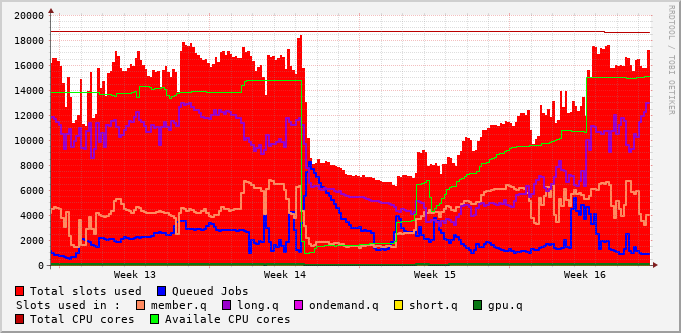 20000
18000
16000
14000
12000
10000
8000
6000
4000
2000
0
Week 13 Week 14 Week 15 Week 16
RRDTOOL / TOBI OETIKER
Total slots used Queued Jobs
Slots used in : member.q long.q ondemand.q short.q gpu.q
Total CPU cores Availale CPU cores